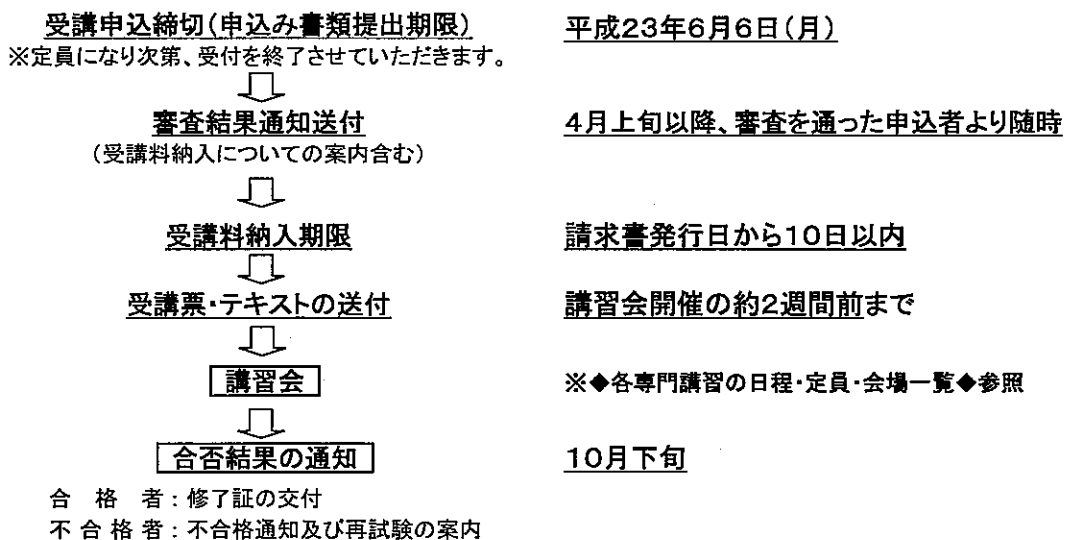 受講申込締切(申込み書類提出期限) 平成23年6月6日(月)
※定員になり次第、受付を終了させていただきます。
審査結果通知送付 4月上旬以降、審査を通った申込者より随時
(受講料納入についての案内含む)
受講料納入期限 請求書発行日から10日以内
受講票・テキストの送付 講習会開催の約2週間前まで
講習会 ※◆各専門講習の日程・定員・会場一覧◆参照
合否結果の通知 10月下旬
合格者:修了証の交付
不合格者:不合格通知及び再試験の案内